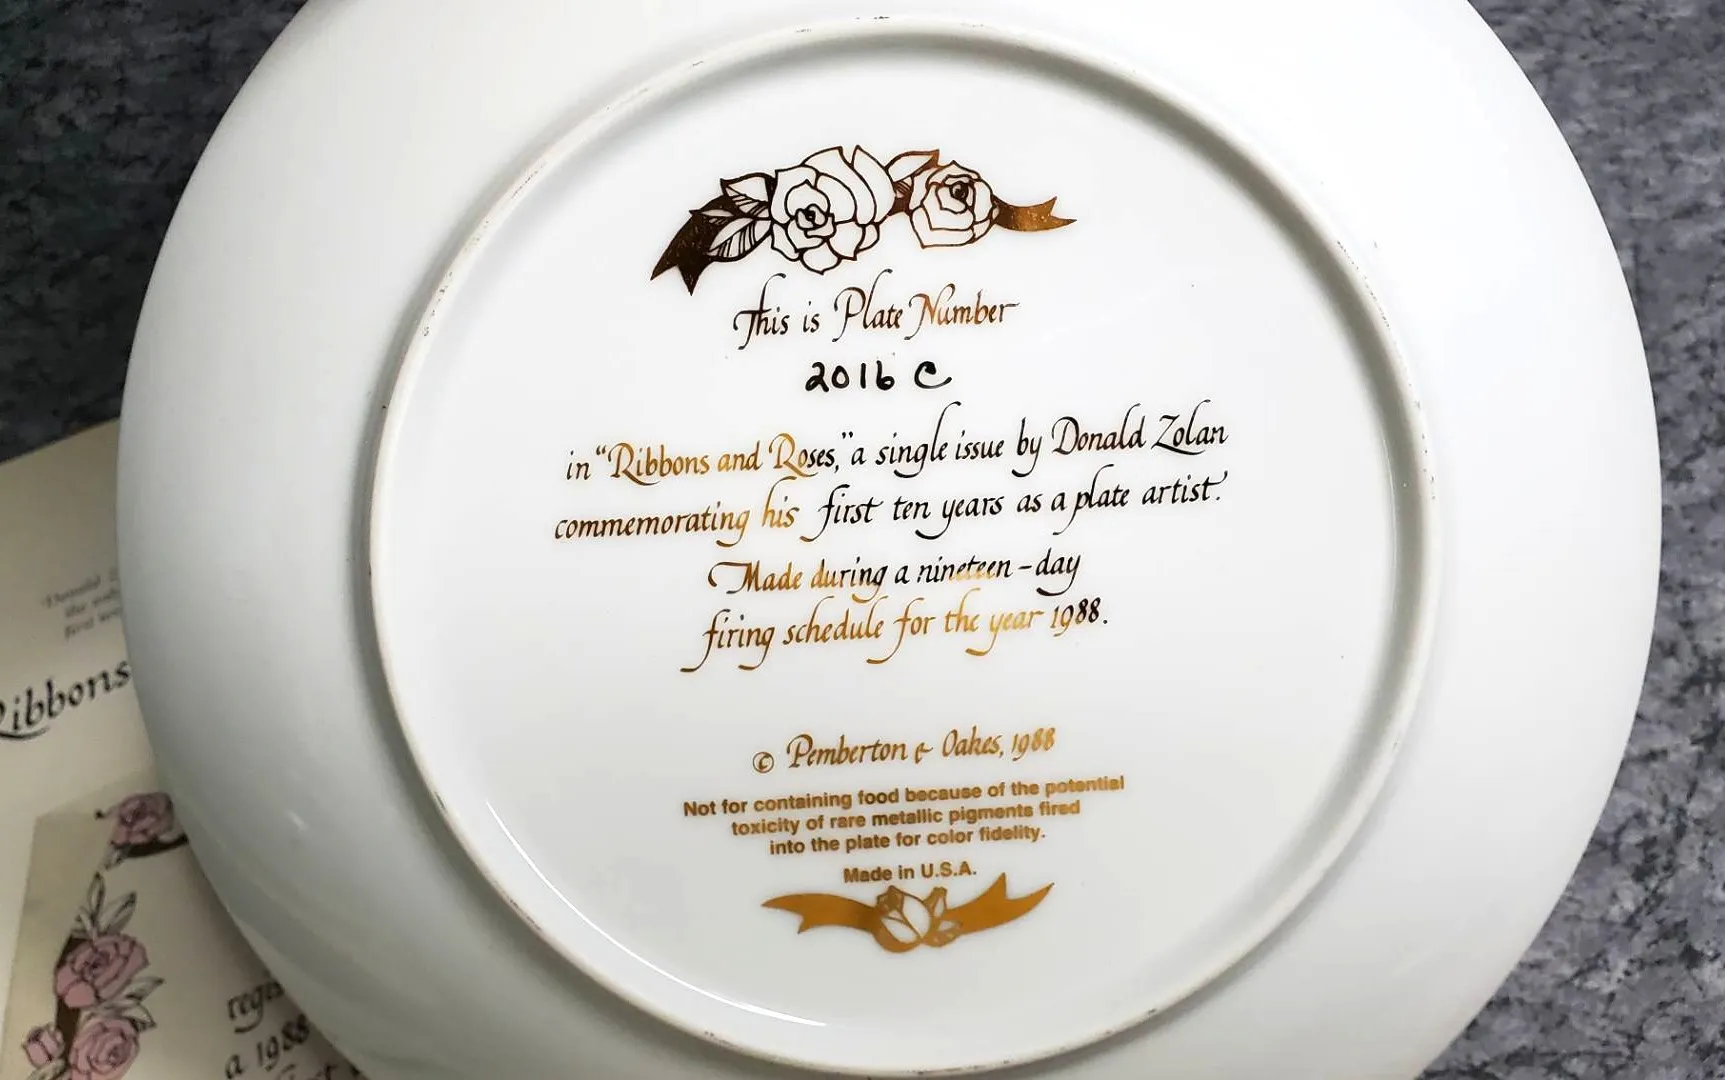 This is Plate Number
2016 C
in “Ribbons and Roses,” a single issue by Donald Zolan
commemorating his first ten years as a plate artist.
Made during a nineteen-day
firing schedule for the year 1988.
© Pemberton & Oakes, 1988
Not for containing food because of the potential
toxicity of rare metallic pigments fired
into the plate for color fidelity.
Made in U.S.A.
Donald
Ribbons
a 1988